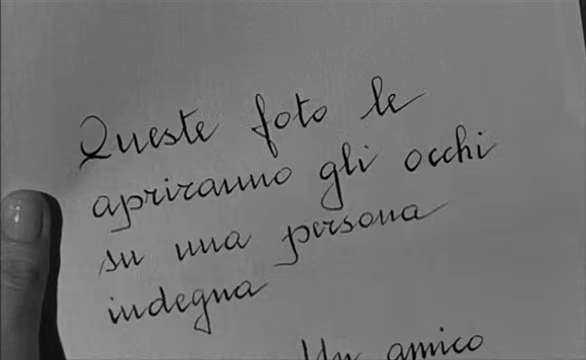 Queste foto le
apriranno gli occhi
su una persona
indegna
Un amico